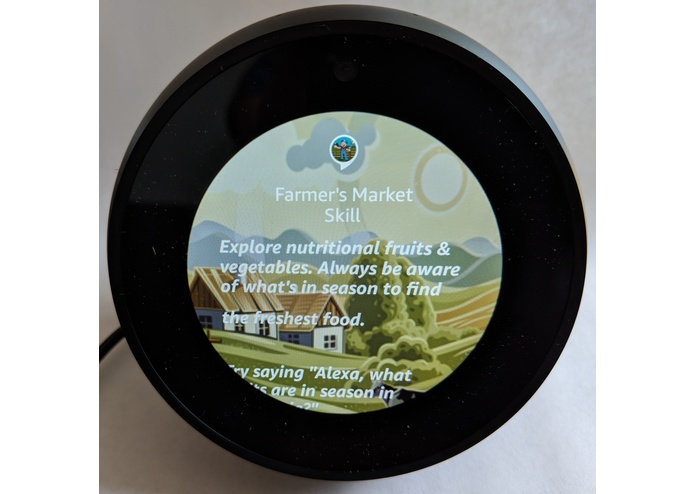 Farmer's Market
Skill
Explore nutritional fruits &
vegetables. Always be aware
of what's in season to find
the freshest food.
Try saying "Alexa, what
are in season in